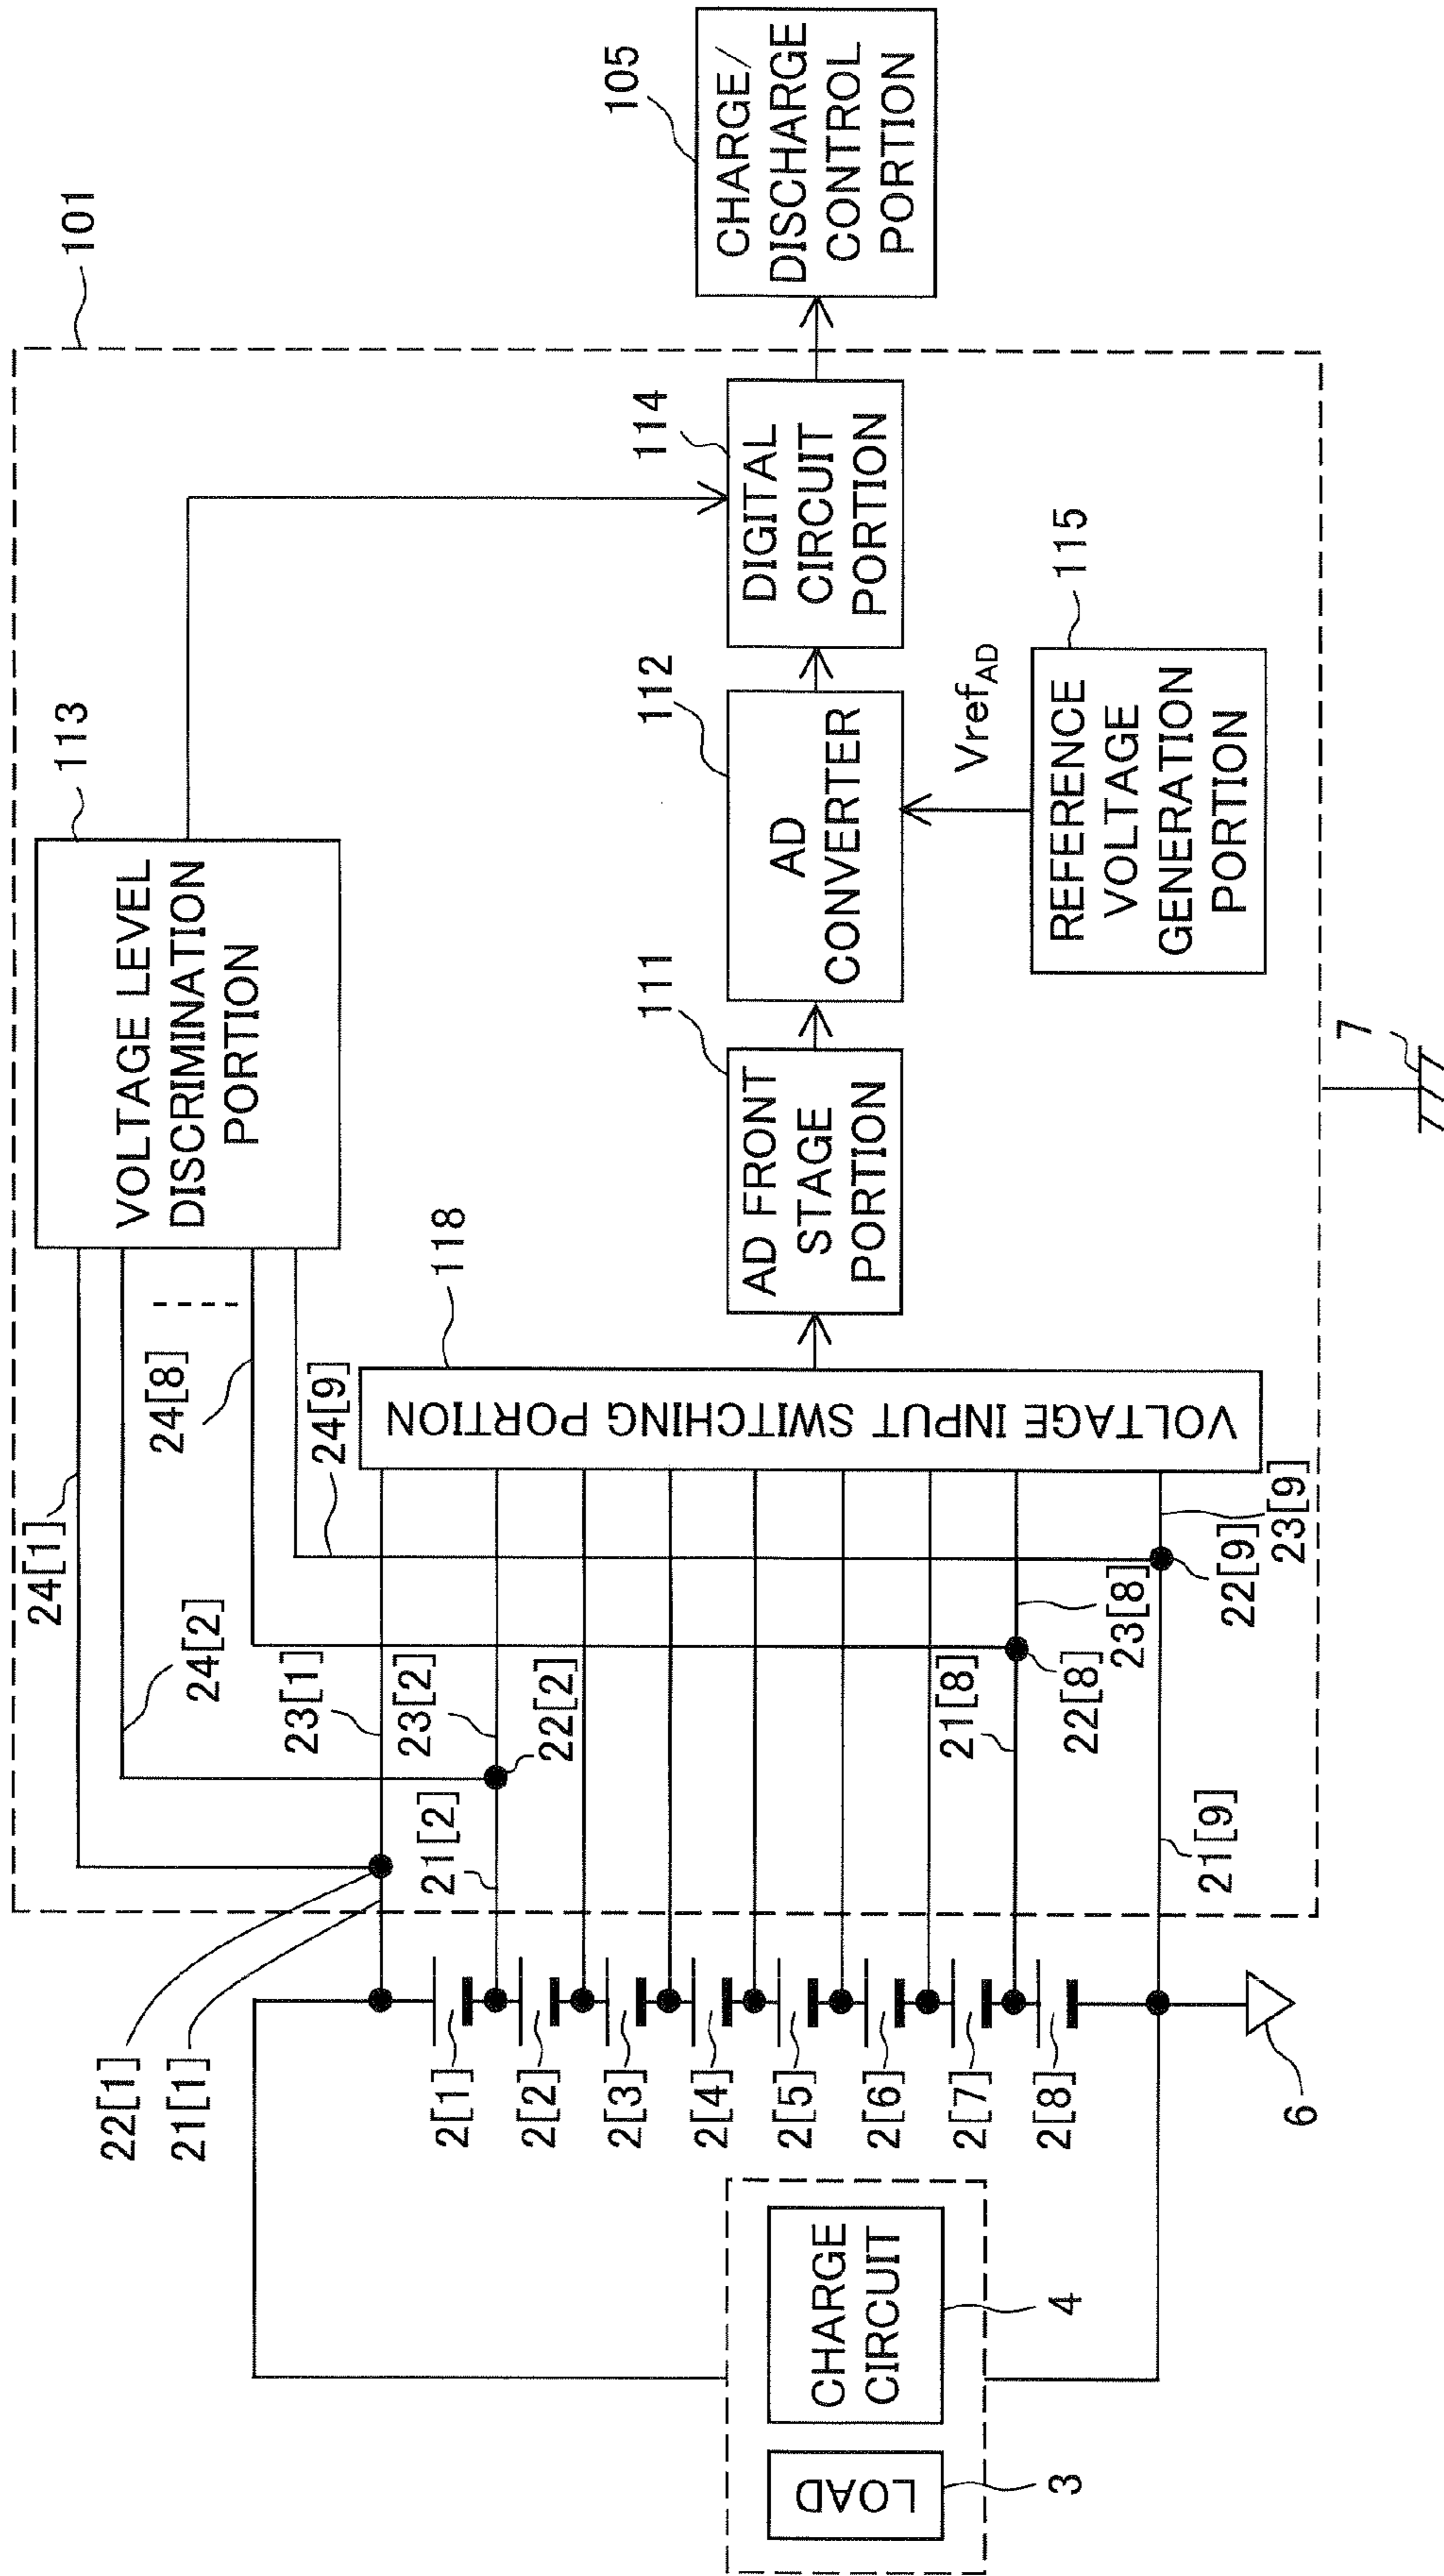 101
113
VOLTAGE LEVEL
DISCRIMINATION
PORTION
24[1]
24[2]
24[8]
24[9]
118
VOLTAGE INPUT SWITCHING PORTION
22[1]
21[1]
23[1]
23[2]
21[2]
22[2]
2[1]
2[2]
2[3]
2[4]
2[5]
2[6]
2[7]
2[8]
21[8]
22[8]
23[8]
21[9]
22[9]
23[9]
LOAD
3
CHARGE
CIRCUIT
4
6
111
AD FRONT
STAGE
PORTION
112
AD
CONVERTER
VrefAD
115
REFERENCE
VOLTAGE
GENERATION
PORTION
114
DIGITAL
CIRCUIT
PORTION
105
CHARGE/
DISCHARGE
CONTROL
PORTION
7